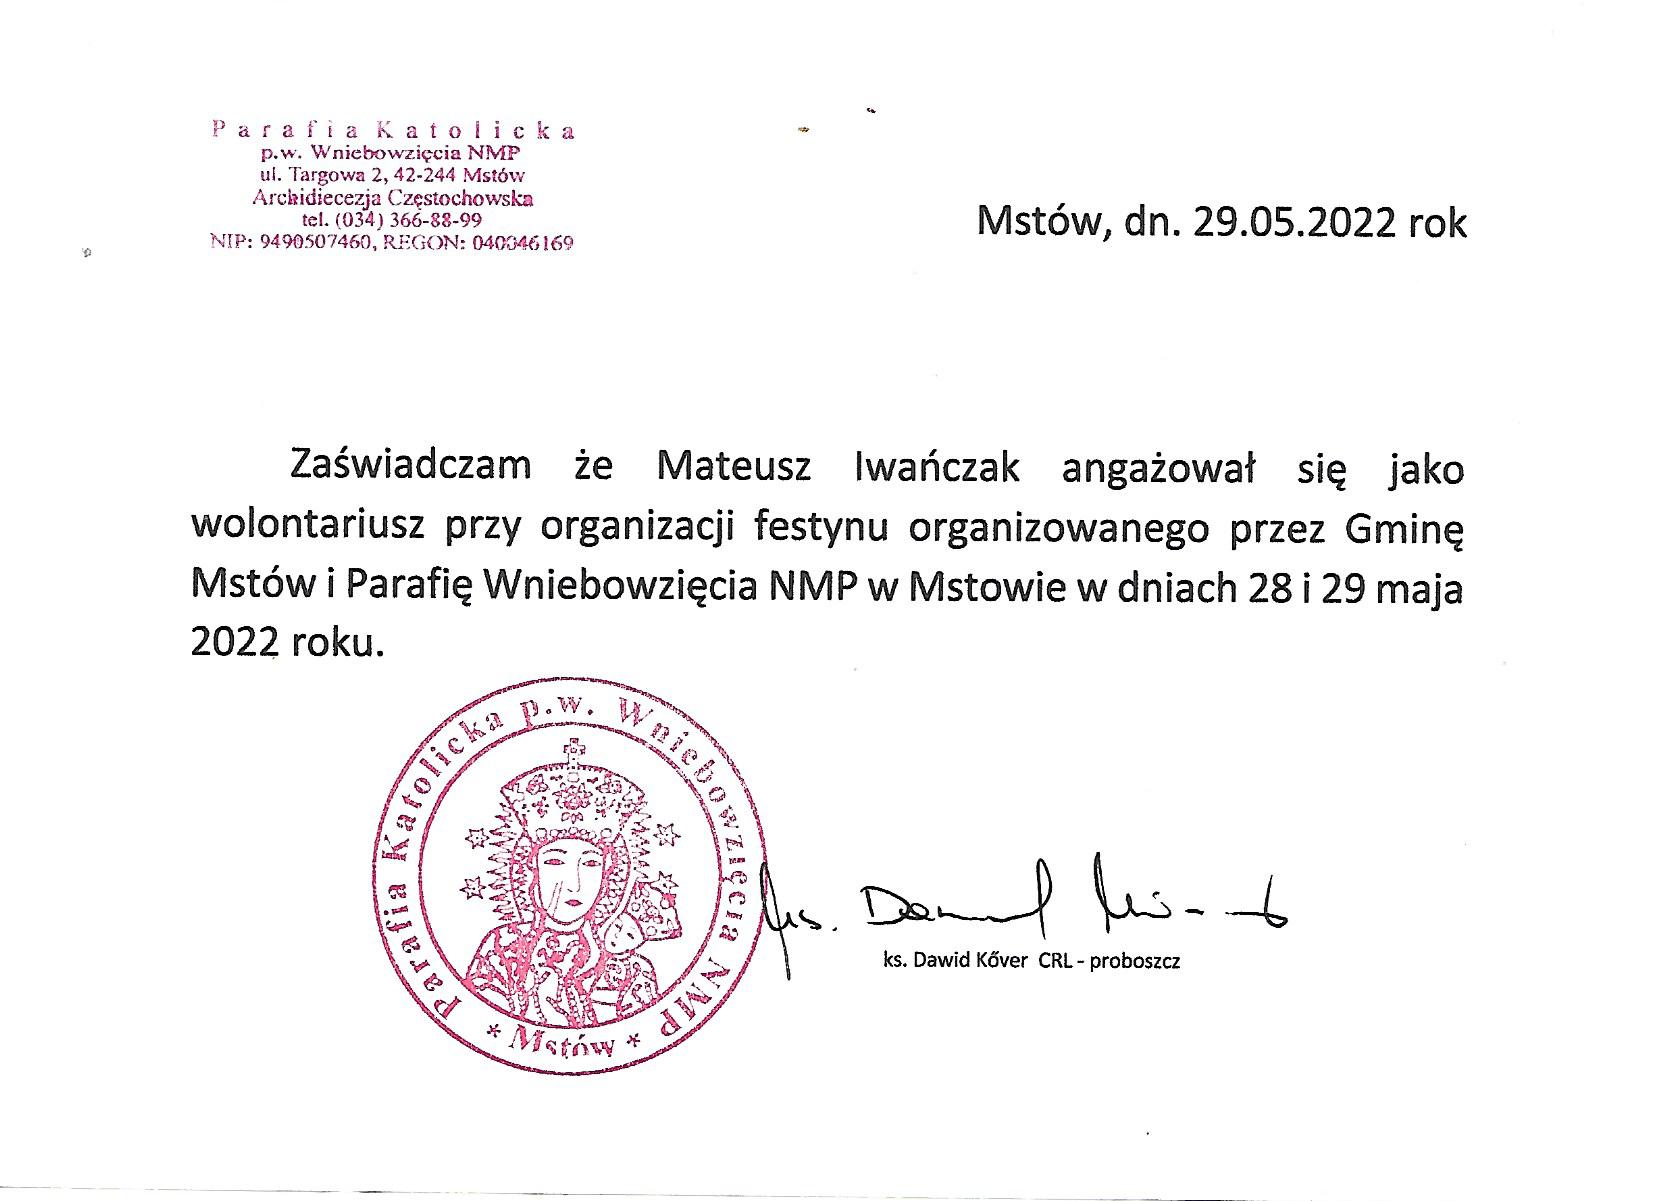 Parafia Katolicka
p.w. Wniebowzięcia NMP
ul. Targowa 2, 42-244 Mstów
Archidiecezja Częstochowska
tel. (034) 366-88-99
NIP: 9490507460, REGON: 040046169
Mstów, dn. 29.05.2022 rok
Zaświadczam że Mateusz Iwańczak angażował się jako
wolontariusz przy organizacji festynu organizowanego przez Gminę
Mstów i Parafię Wniebowzięcia NMP w Mstowie w dniach 28 i 29 maja
2022 roku.
Parafia Katolicka p.w. Wniebowzięcia NMP
* Mstów *
ks. Dawid
ks. Dawid Kőver CRL - proboszcz